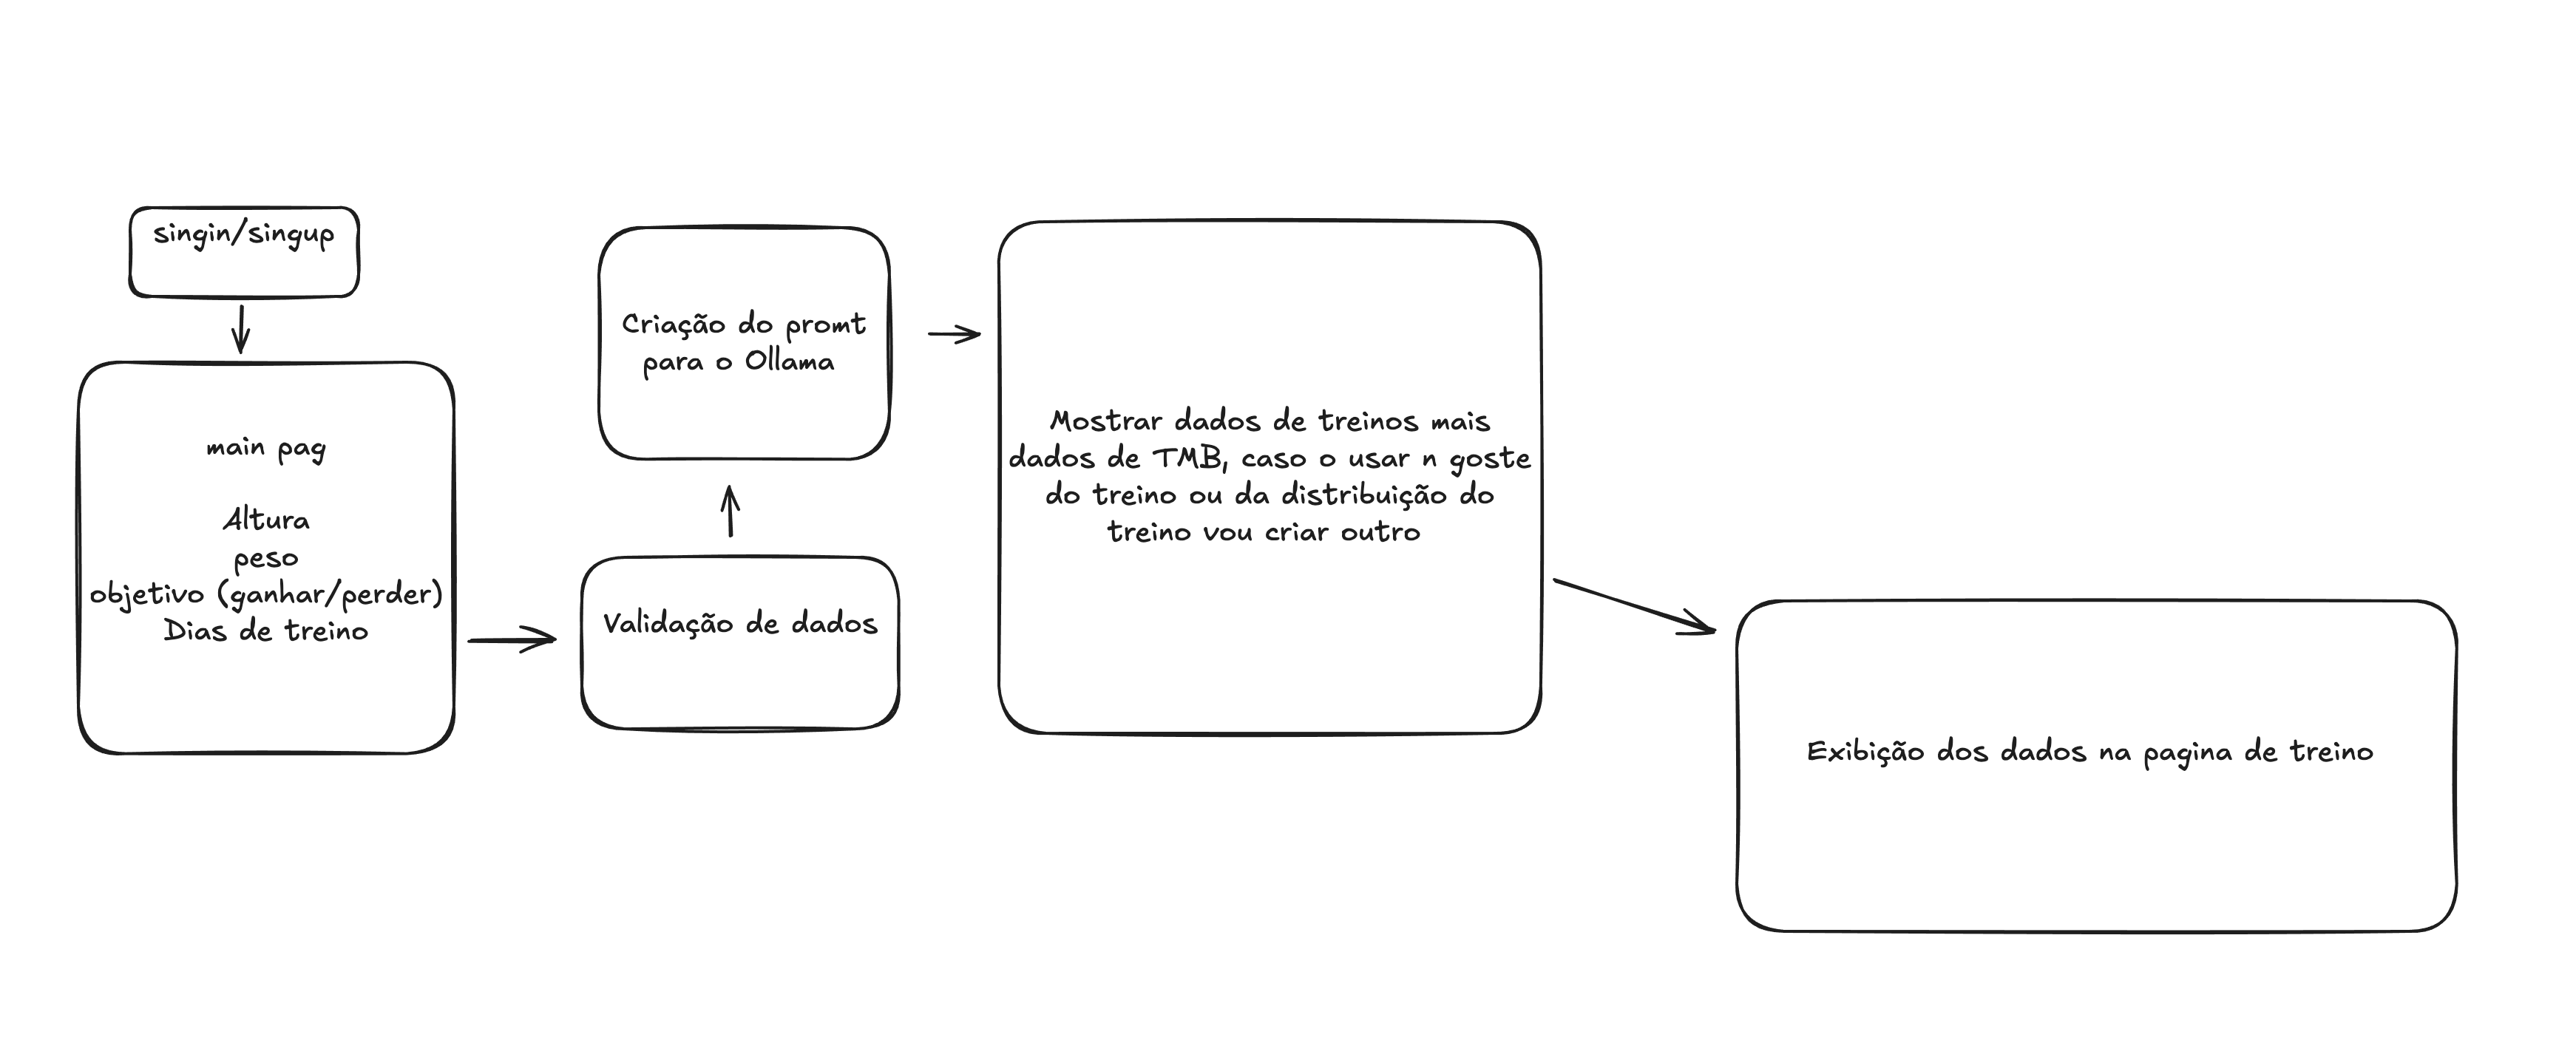 singin/singup
main pag
Altura
peso
objetivo (ganhar/perder)
Dias de treino
Validação de dados
Criação do promt
para o Ollama
Mostrar dados de treinos mais
dados de TMB, caso o usar n goste
do treino ou da distribuição do
treino vou criar outro
Exibição dos dados na pagina de treino